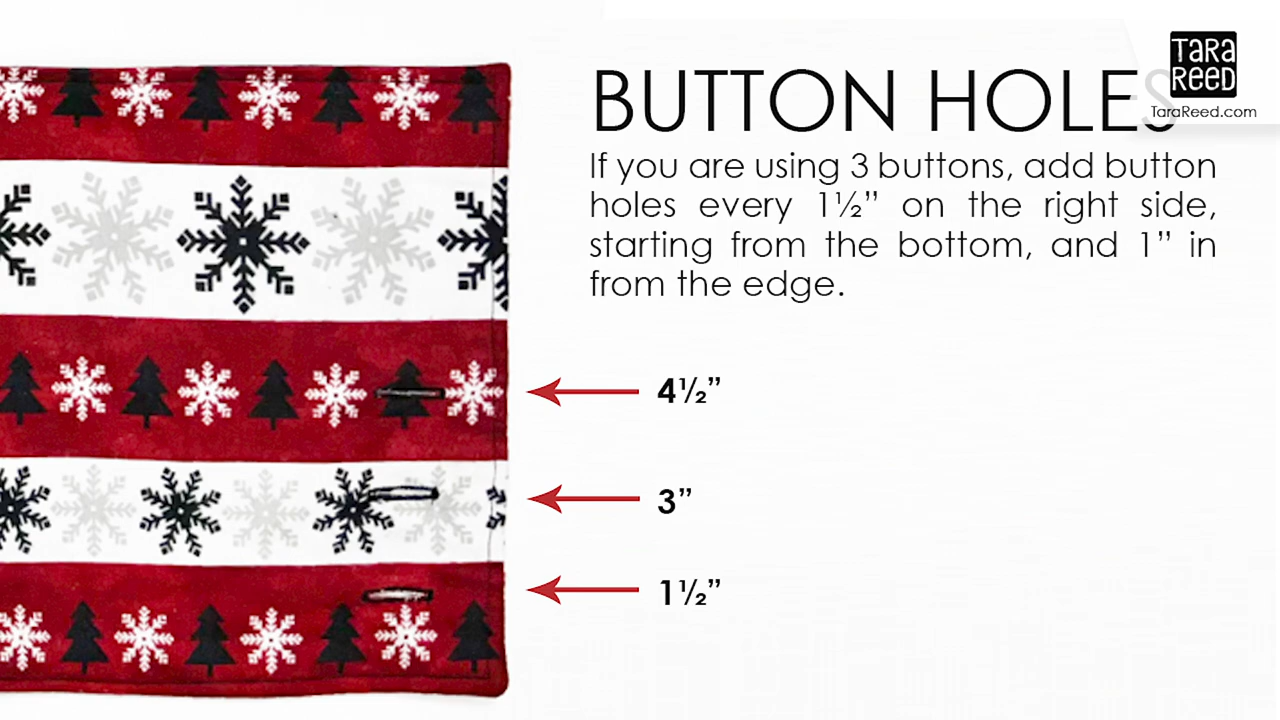 TARA
REED
TaraReed.com
BUTTON HOLES
If you are using 3 buttons, add button
holes every 1½” on the right side,
starting from the bottom, and 1” in
from the edge.
4½”
3”
1½”